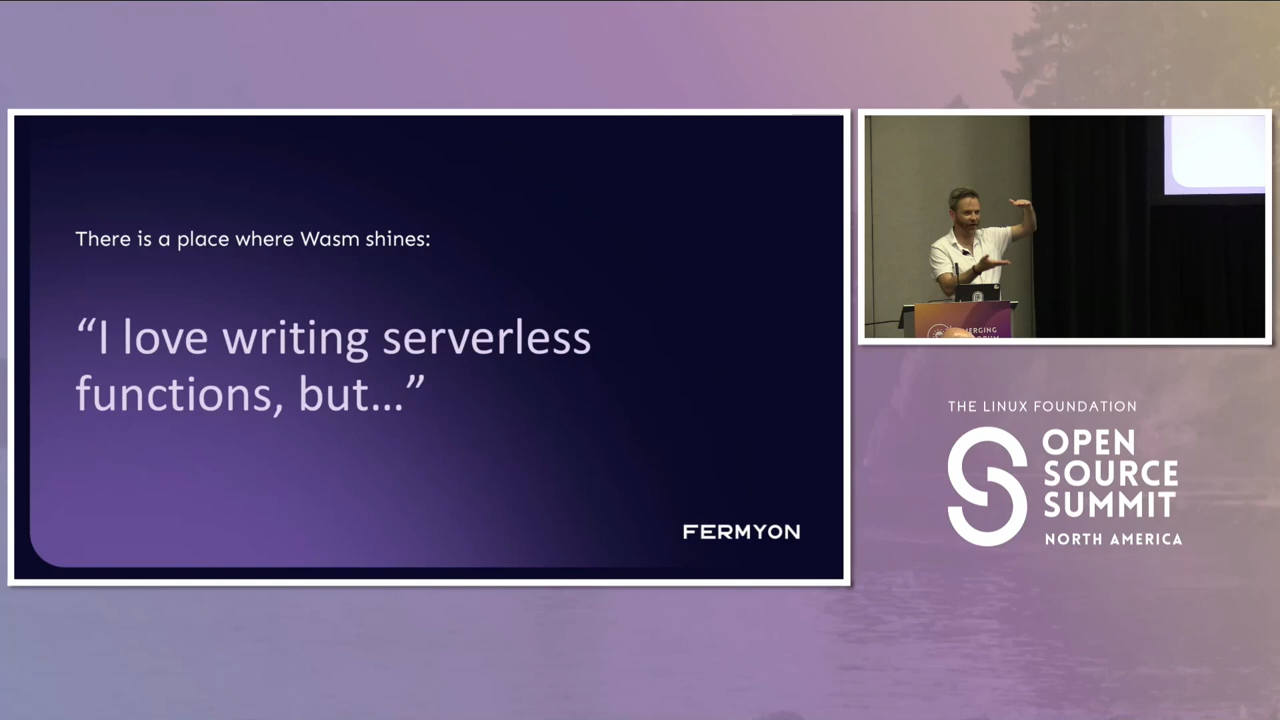 There is a place where Wasm shines:
“I love writing serverless
functions, but...”
FERMYON
THE LINUX FOUNDATION
OPEN
SOURCE
SUMMIT
NORTH AMERICA